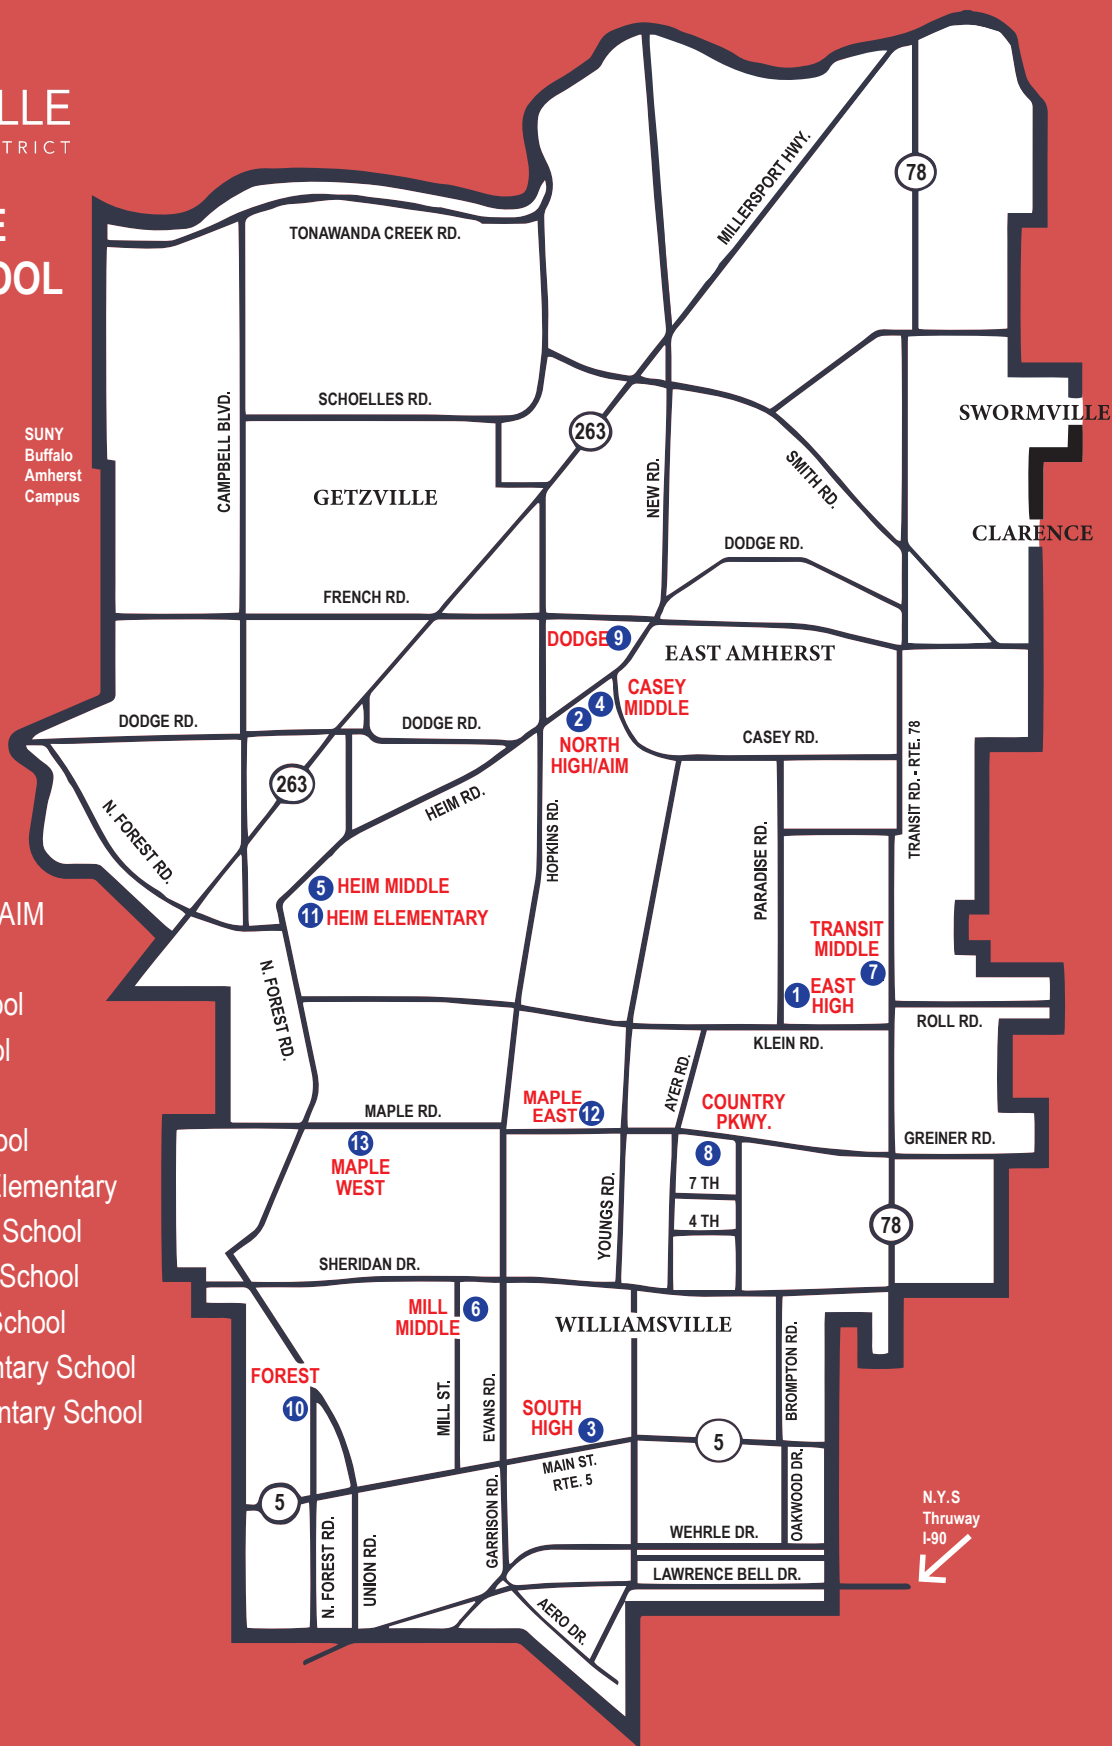 LLE
TRICT
E
OOL
SUNY
Buffalo
Amherst
Campus
AIM
ool
ol
ool
Elementary
School
School
School
ntary School
entary School
TONAWANDA CREEK RD.
MILLERSPORT HWY.
78
CAMPBELL BLVD.
SCHOELLES RD.
263
SWORMVILLE
GETZVILLE
NEW RD.
SMITH RD.
CLARENCE
DODGE RD.
FRENCH RD.
DODGE 9
EAST AMHERST
CASEY
MIDDLE
4
2
NORTH
HIGH/AIM
DODGE RD.
DODGE RD.
CASEY RD.
TRANSIT RD. - RTE. 78
263
N. FOREST RD.
HEIM RD.
HOPKINS RD.
PARADISE RD.
5 HEIM MIDDLE
11 HEIM ELEMENTARY
TRANSIT
MIDDLE
7
1 EAST
HIGH
N. FOREST RD.
ROLL RD.
KLEIN RD.
AYER RD.
MAPLE
EAST 12
COUNTRY
PKWY.
8
MAPLE RD.
GREINER RD.
13
MAPLE
WEST
7 TH
4 TH
YOUNGS RD.
78
SHERIDAN DR.
MILL
MIDDLE
6
WILLIAMSVILLE
BROMPTON RD.
FOREST
10
MILL ST.
EVANS RD.
SOUTH
HIGH 3
5
MAIN ST.
RTE. 5
5
OAKWOOD DR.
GARRISON RD.
N. FOREST RD.
UNION RD.
WEHRLE DR.
LAWRENCE BELL DR.
AERO DR.
N.Y.S
Thruway
I-90